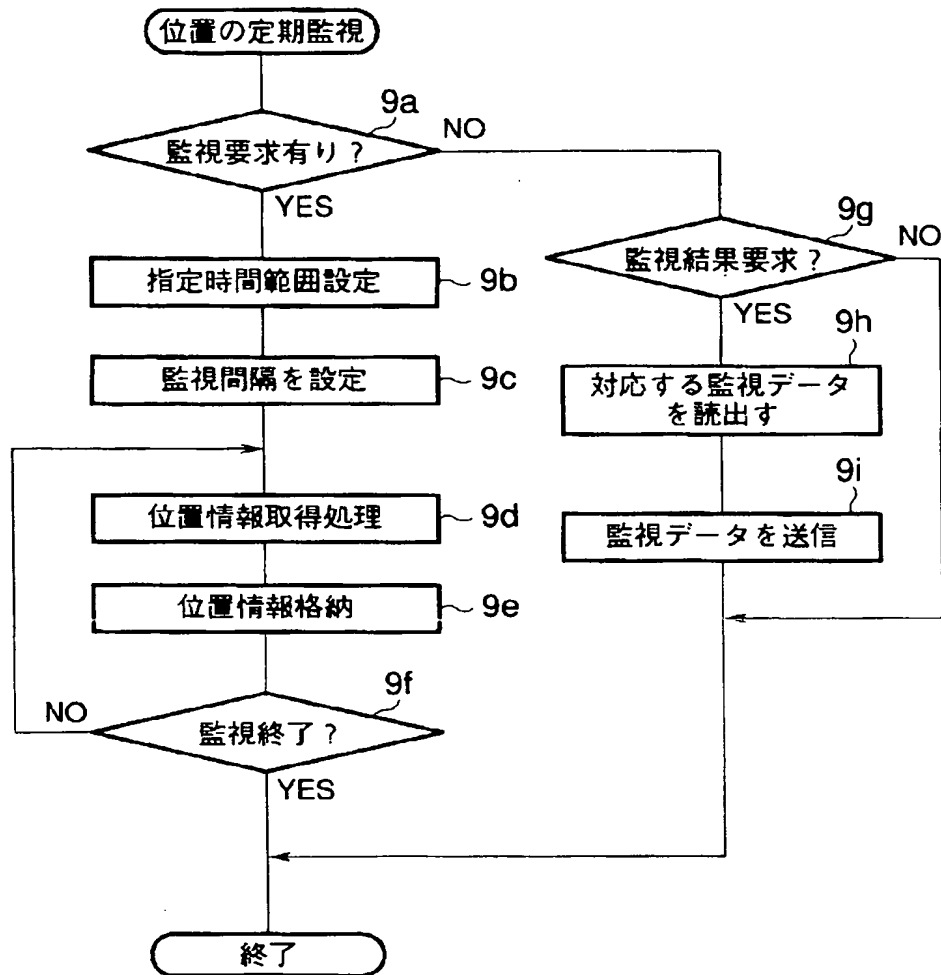 位置の定期監視
9a
監視要求有り?
NO
YES
9g
監視結果要求?
NO
YES
指定時間範囲設定
9b
監視間隔を設定
9c
9h
対応する監視データ
を読出す
位置情報取得処理
9d
9i
監視データを送信
位置情報格納
9e
9f
監視終了?
NO
YES
終了